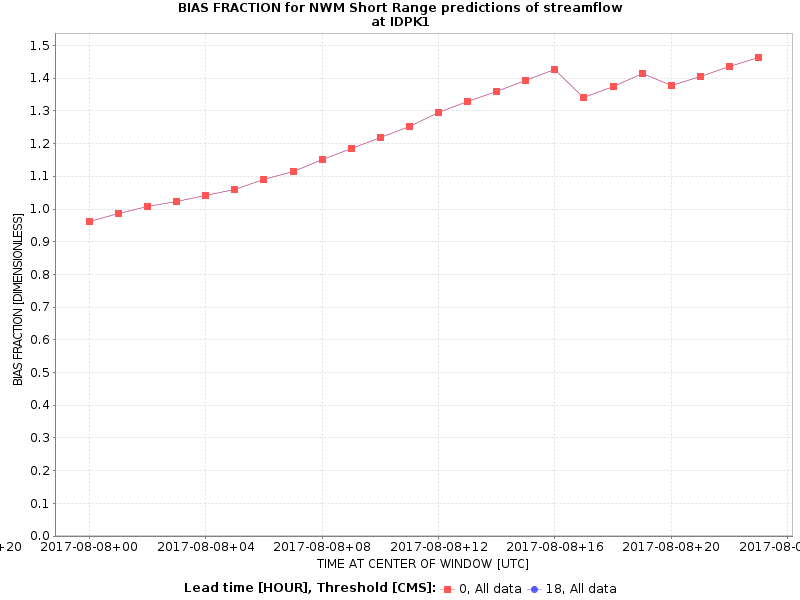 BIAS FRACTION for NWM Short Range predictions of streamflow
at IDPK1
1.5
1.4
1.3
1.2
1.1
1.0
0.9
0.8
0.7
0.6
0.5
0.4
0.3
0.2
0.1
0.0
BIAS FRACTION [DIMENSIONLESS]
+20 2017-08-08+00 2017-08-08+04 2017-08-08+08 2017-08-08+12 2017-08-08+16 2017-08-08+20 2017-08-0
TIME AT CENTER OF WINDOW [UTC]
Lead time [HOUR], Threshold [CMS]: 0, All data 18, All data